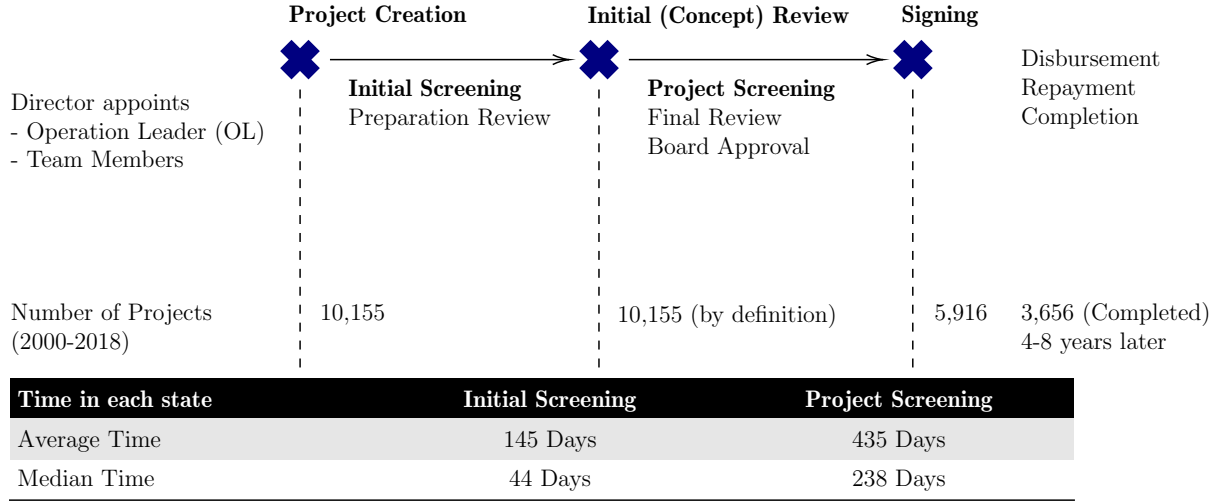 Project Creation
Initial (Concept) Review
Signing
Initial Screening
Preparation Review
Project Screening
Final Review
Board Approval
Disbursement
Repayment
Completion
Director appoints
- Operation Leader (OL)
- Team Members
Number of Projects
(2000-2018)
10,155
10,155 (by definition)
5,916
3,656 (Completed)
4-8 years later
Time in each state Initial Screening Project Screening
Average Time 145 Days 435 Days
Median Time 44 Days 238 Days